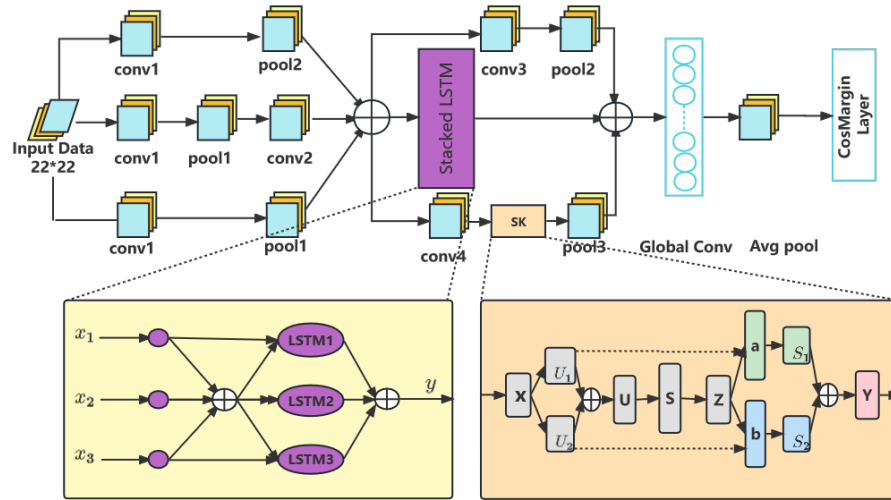 conv1
pool2
conv3
pool2
Input Data
22*22
conv1
pool1
conv2
Stacked LSTM
CosMargin
Layer
conv1
pool1
conv4
SK
pool3
Global Conv
Avg pool
x₁
LSTM1
x₂
LSTM2
y
x₃
LSTM3
X
U₁
U₂
U
S
Z
a
b
S₁
S₂
Y